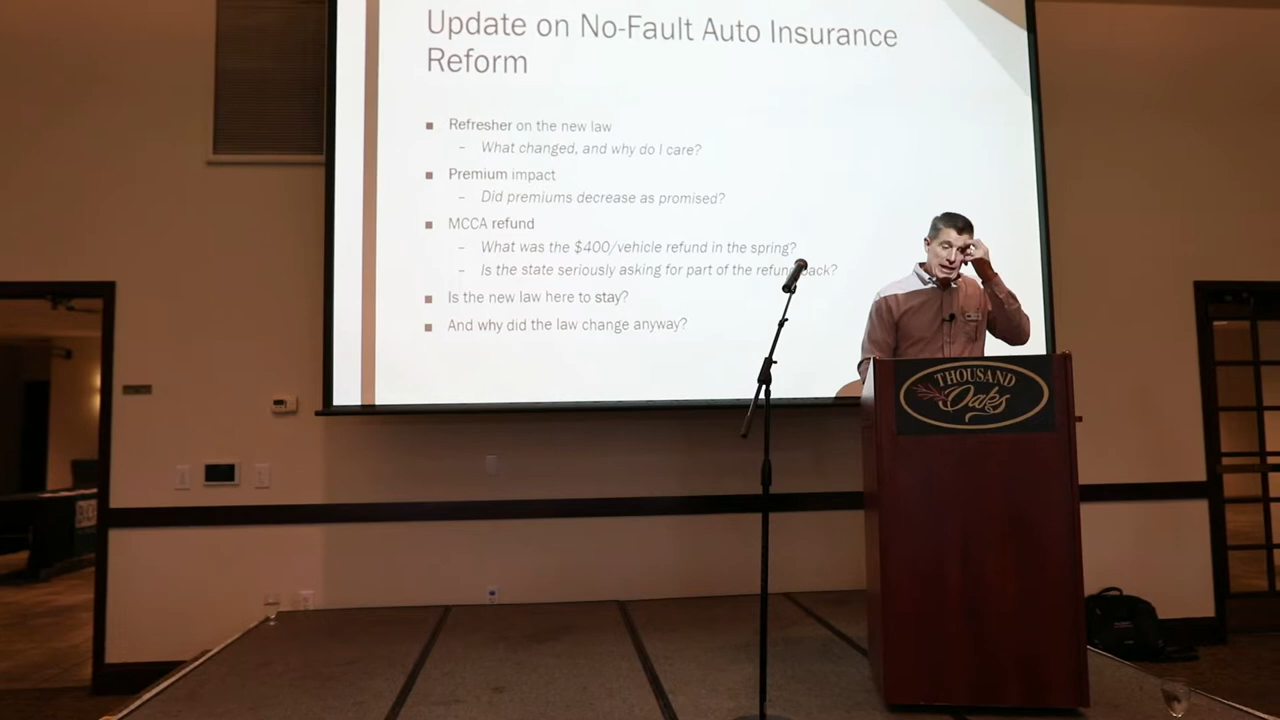 Update on No-Fault Auto Insurance
Reform
■ Refresher on the new law
– What changed, and why do I care?
■ Premium impact
– Did premiums decrease as promised?
■ MCCA refund
– What was the $400/vehicle refund in the spring?
– Is the state seriously asking for part of the refund back?
■ Is the new law here to stay?
■ And why did the law change anyway?
THOUSAND
Oaks